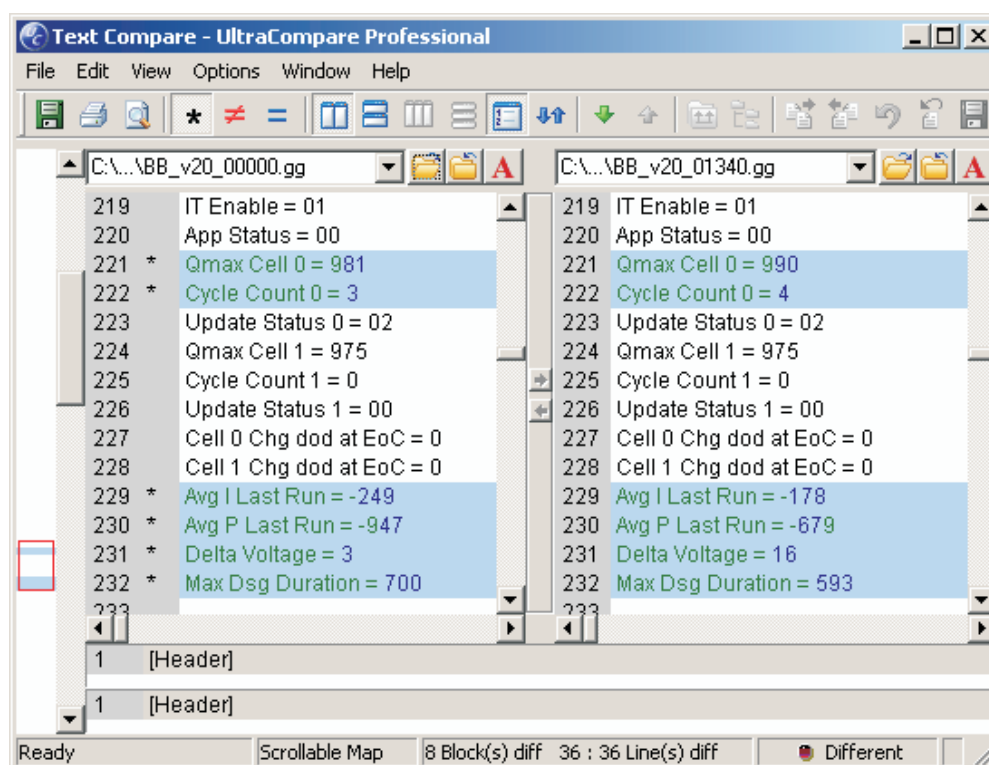 Text Compare - UltraCompare Professional
File Edit View Options Window Help
C:\...\BB_v20_00000.gg A C:\...\BB_v20_01340.gg A
219 IT Enable = 01 219 IT Enable = 01
220 App Status = 00 220 App Status = 00
221 * Qmax Cell 0 = 981 221 Qmax Cell 0 = 990
222 * Cycle Count 0 = 3 222 Cycle Count 0 = 4
223 Update Status 0 = 02 223 Update Status 0 = 02
224 Qmax Cell 1 = 975 224 Qmax Cell 1 = 975
225 Cycle Count 1 = 0 225 Cycle Count 1 = 0
226 Update Status 1 = 00 226 Update Status 1 = 00
227 Cell 0 Chg dod at EoC = 0 227 Cell 0 Chg dod at EoC = 0
228 Cell 1 Chg dod at EoC = 0 228 Cell 1 Chg dod at EoC = 0
229 * Avg I Last Run = -249 229 Avg I Last Run = -178
230 * Avg P Last Run = -947 230 Avg P Last Run = -679
231 * Delta Voltage = 3 231 Delta Voltage = 16
232 * Max Dsg Duration = 700 232 Max Dsg Duration = 593
233 233
1 [Header]
1 [Header]
Ready Scrollable Map 8 Block(s) diff 36 : 36 Line(s) diff Different